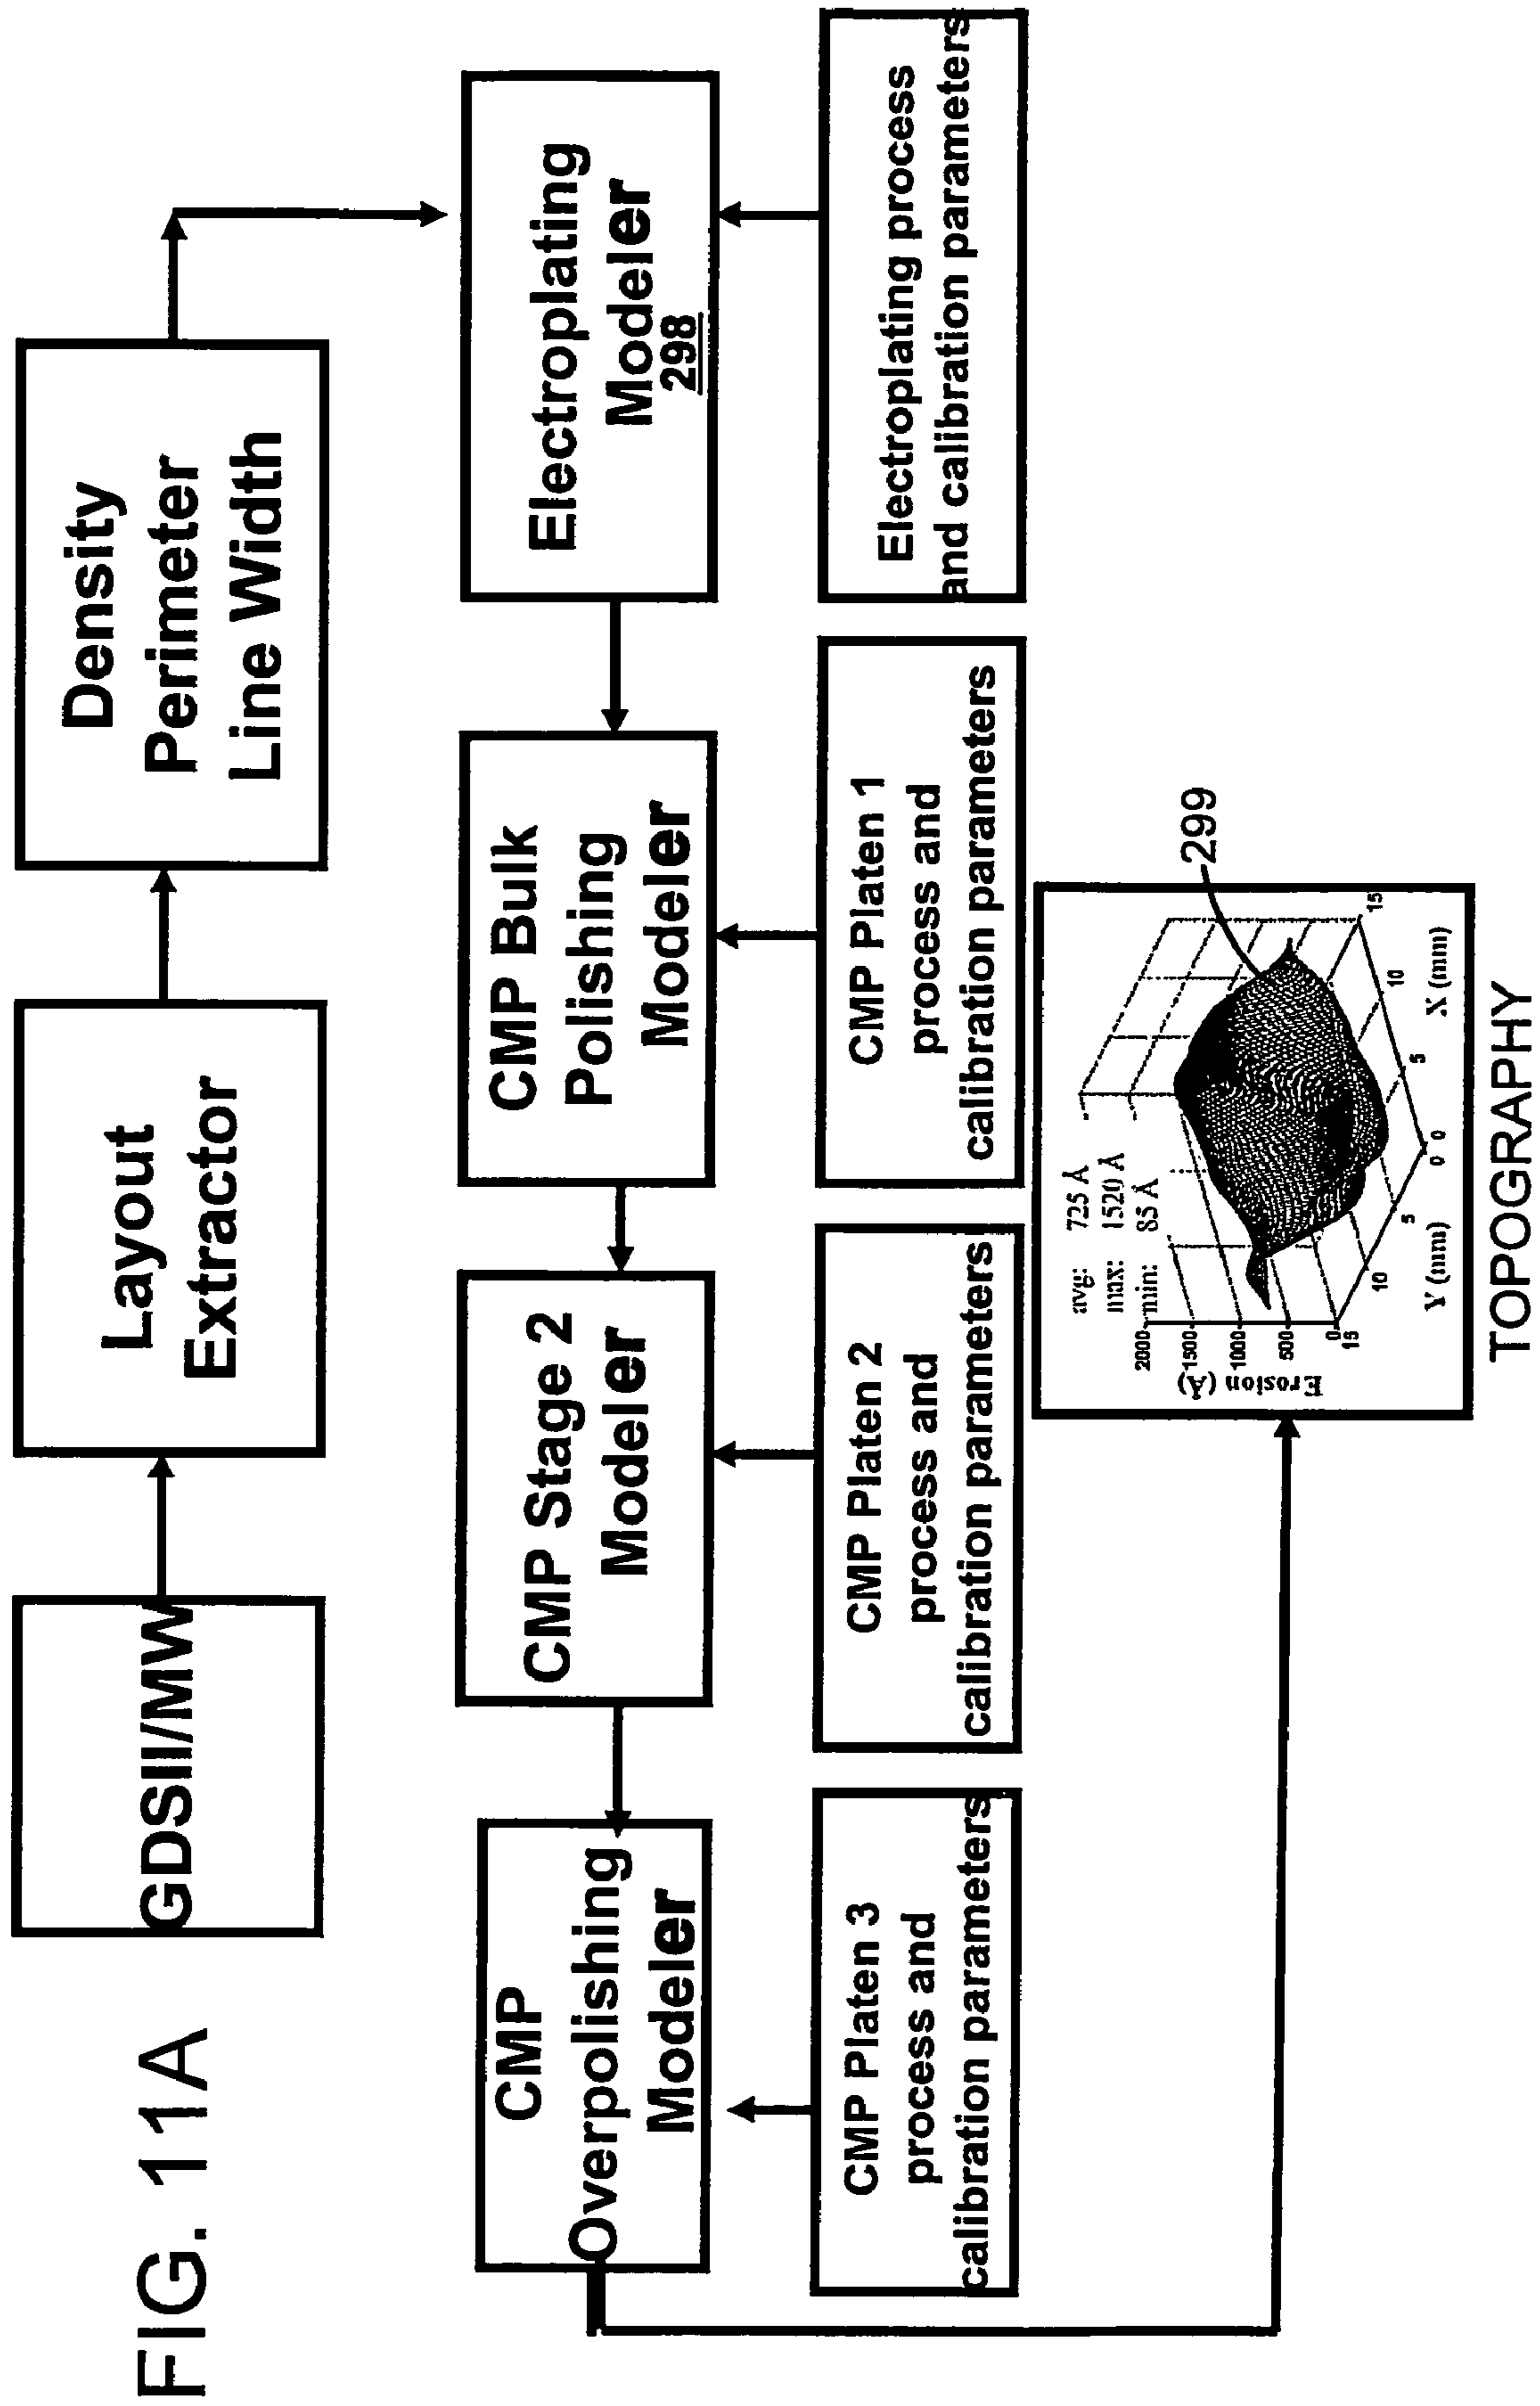 FIG. 11A
GDSII/MW
Layout
Extractor
Density
Perimeter
Line Width
CMP
Overpolishing
Modeler
CMP Stage 2
Modeler
CMP Bulk
Polishing
Modeler
Electroplating
Modeler
298
CMP Platen 3
process and
calibration parameters
CMP Platen 2
process and
calibration parameters
CMP Platen 1
process and
calibration parameters
Electroplating process
and calibration parameters
avg: 725 Å
max: 1520 Å
min: 85 Å
2000
1500
1000
500
0
Erosion (Å)
15
10
5
0
Y (mm)
0
5
10
15
X (mm)
299
TOPOGRAPHY